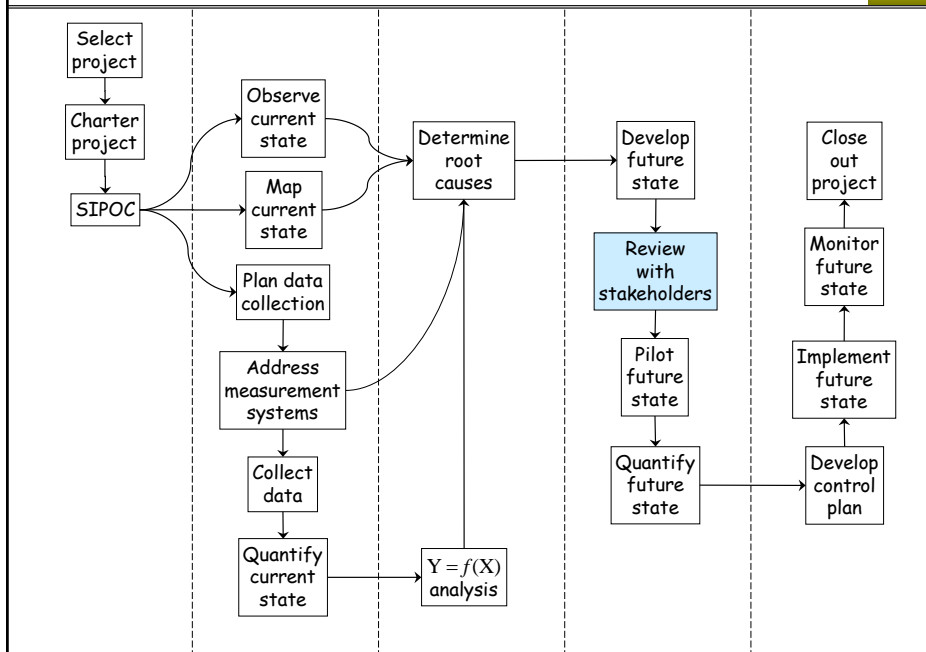 Select
project
Charter
project
SIPOC
Observe
current
state
Map
current
state
Plan data
collection
Address
measurement
systems
Collect
data
Quantify
current
state
Determine
root
causes
Y = f(X)
analysis
Develop
future
state
Review
with
stakeholders
Pilot
future
state
Quantify
future
state
Close
out
project
Monitor
future
state
Implement
future
state
Develop
control
plan